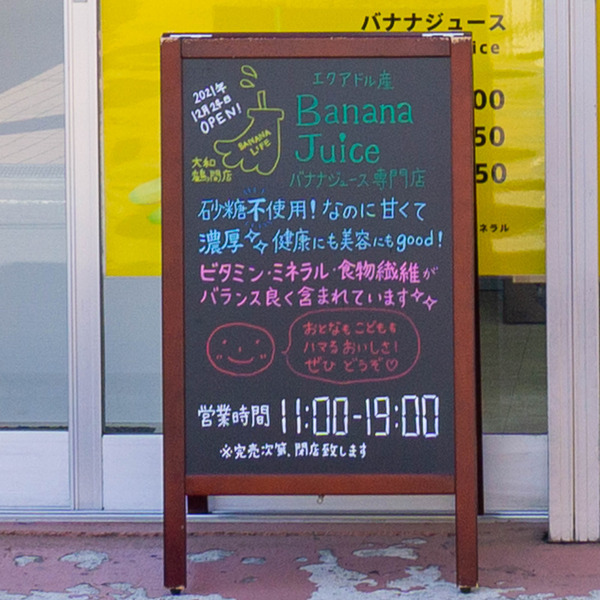 バナナジュース
ice
00
50
50
ネラル
2021年
12月24日
OPEN!
BANANA
LIFE
大和
鶴間店
エクアドル産
Banana
Juice
バナナジュース専門店
砂糖不使用!なのに甘くて
濃厚 健康にも美容にもgood!
ビタミン・ミネラル・食物繊維が
バランス良く含まれています
おとなも こどもも
ハマる おいしさ!
ぜひ どうぞ♡
営業時間 11:00-19:00
※完売次第、閉店致します